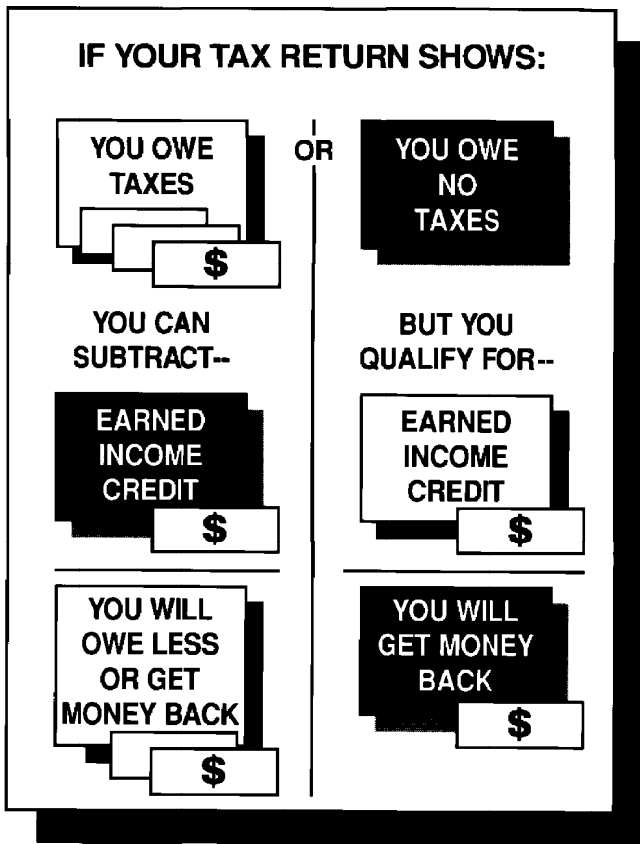 IF YOUR TAX RETURN SHOWS:
YOU OWE
TAXES
$
YOU CAN
SUBTRACT--
EARNED
INCOME
CREDIT
$
YOU WILL
OWE LESS
OR GET
MONEY BACK
$
OR
YOU OWE
NO
TAXES
BUT YOU
QUALIFY FOR--
EARNED
INCOME
CREDIT
$
YOU WILL
GET MONEY
BACK
$